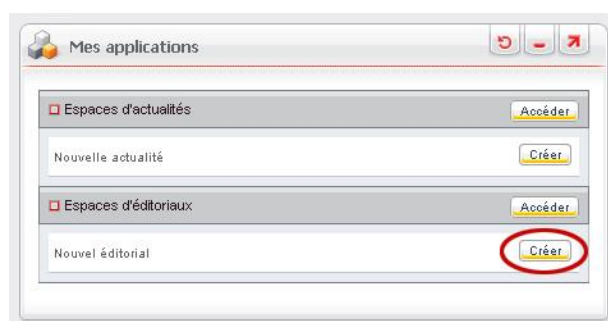 Mes applications
Espaces d'actualités Accéder
Nouvelle actualité Créer
Espaces d'éditoriaux Accéder
Nouvel éditorial Créer